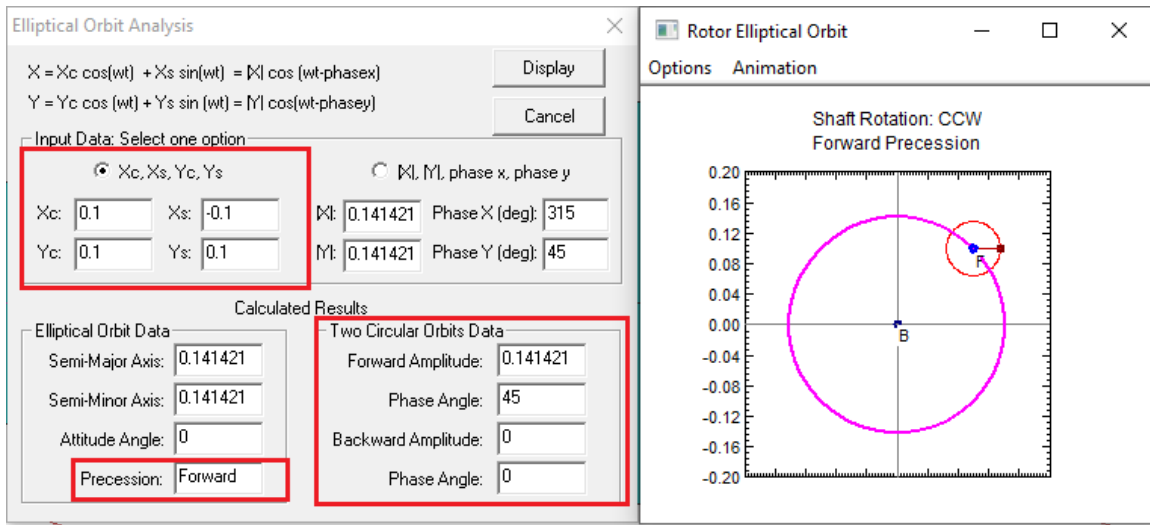 Elliptical Orbit Analysis
X = Xc cos(wt) + Xs sin(wt) = |X| cos (wt-phasex)
Y = Yc cos (wt) + Ys sin (wt) = |Y| cos(wt-phasey)
Display
Cancel
Input Data: Select one option
Xc, Xs, Yc, Ys
|X|, |Y|, phase x, phase y
Xc: 0.1 Xs: -0.1 |X|: 0.141421 Phase X (deg): 315
Yc: 0.1 Ys: 0.1 |Y|: 0.141421 Phase Y (deg): 45
Calculated Results
Elliptical Orbit Data
Semi-Major Axis: 0.141421
Semi-Minor Axis: 0.141421
Attitude Angle: 0
Precession: Forward
Two Circular Orbits Data
Forward Amplitude: 0.141421
Phase Angle: 45
Backward Amplitude: 0
Phase Angle: 0
Rotor Elliptical Orbit
Options Animation
Shaft Rotation: CCW
Forward Precession
0.20
0.16
0.12
0.08
0.04
0.00
-0.04
-0.08
-0.12
-0.16
-0.20
F
B